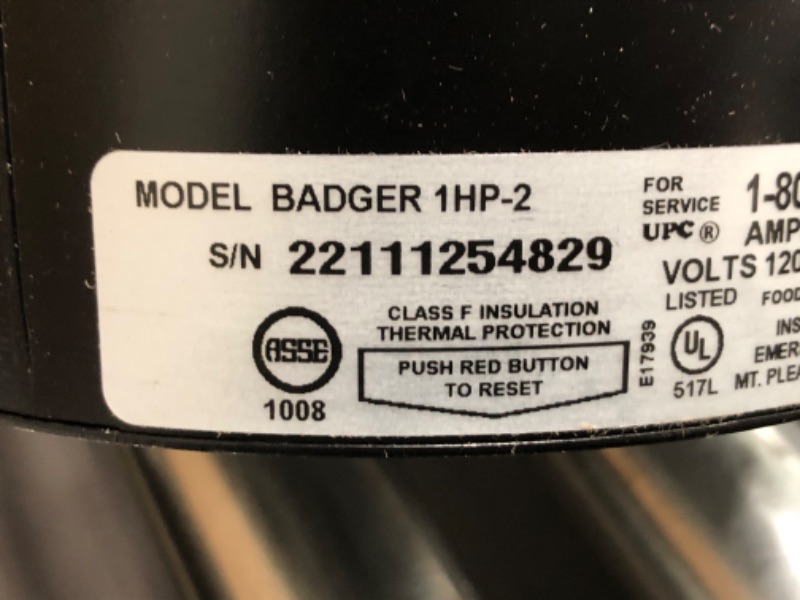 MODEL BADGER 1HP-2
S/N 22111254829
ASSE
1008
CLASS F INSULATION
THERMAL PROTECTION
PUSH RED BUTTON
TO RESET
FOR
SERVICE 1-80
UPC ® AMP
VOLTS 120
LISTED FOOD
E17939
UL
517L
INS
EMER
MT. PLEA